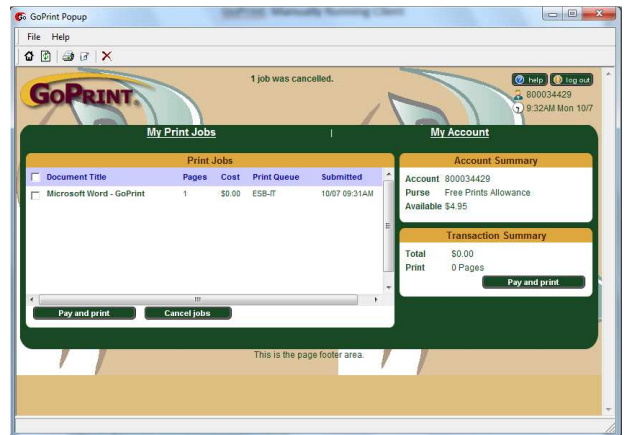 GoPrint Popup
File Help
GOPRINT.
1 job was cancelled.
help
log out
800034429
9:32AM Mon 10/7
My Print Jobs | My Account
Print Jobs
Document Title Pages Cost Print Queue Submitted
Microsoft Word - GoPrint 1 $0.00 ESB-IT 10/07 09:31AM
Pay and print Cancel jobs
Account Summary
Account 800034429
Purse Free Prints Allowance
Available $4.95
Transaction Summary
Total $0.00
Print 0 Pages
Pay and print
This is the page footer area.